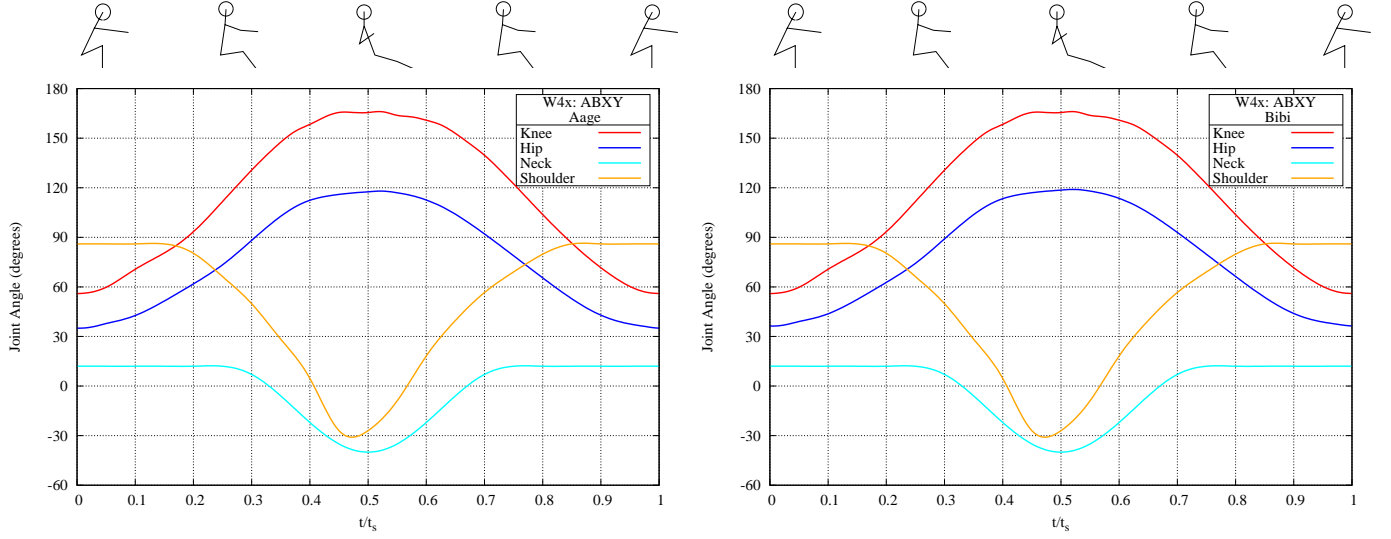 W4x: ABXY
Aage
Knee
Hip
Neck
Shoulder
180
150
120
90
60
30
0
-30
-60
Joint Angle (degrees)
0 0.1 0.2 0.3 0.4 0.5 0.6 0.7 0.8 0.9 1
t/ts
W4x: ABXY
Bibi
Knee
Hip
Neck
Shoulder
180
150
120
90
60
30
0
-30
-60
Joint Angle (degrees)
0 0.1 0.2 0.3 0.4 0.5 0.6 0.7 0.8 0.9 1
t/ts